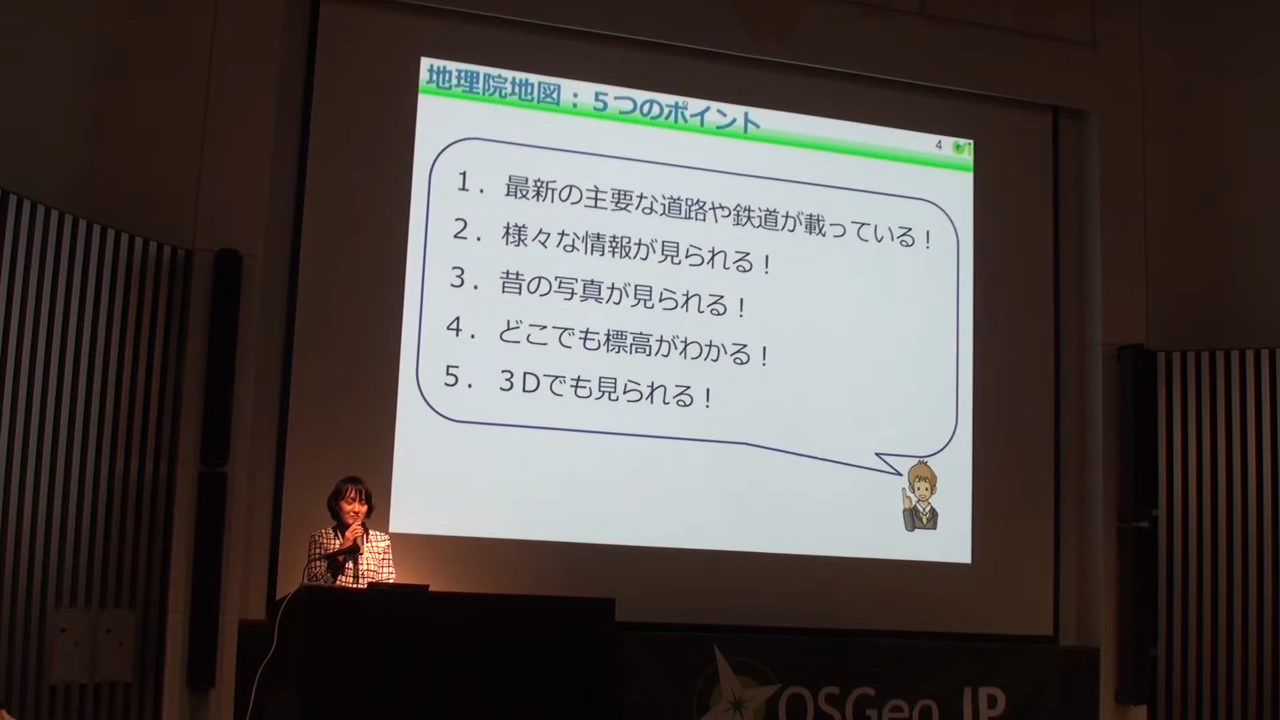 地理院地図：５つのポイント
4
１．最新の主要な道路や鉄道が載っている！
２．様々な情報が見られる！
３．昔の写真が見られる！
４．どこでも標高がわかる！
５．３Ｄでも見られる！
OSGeo.JP